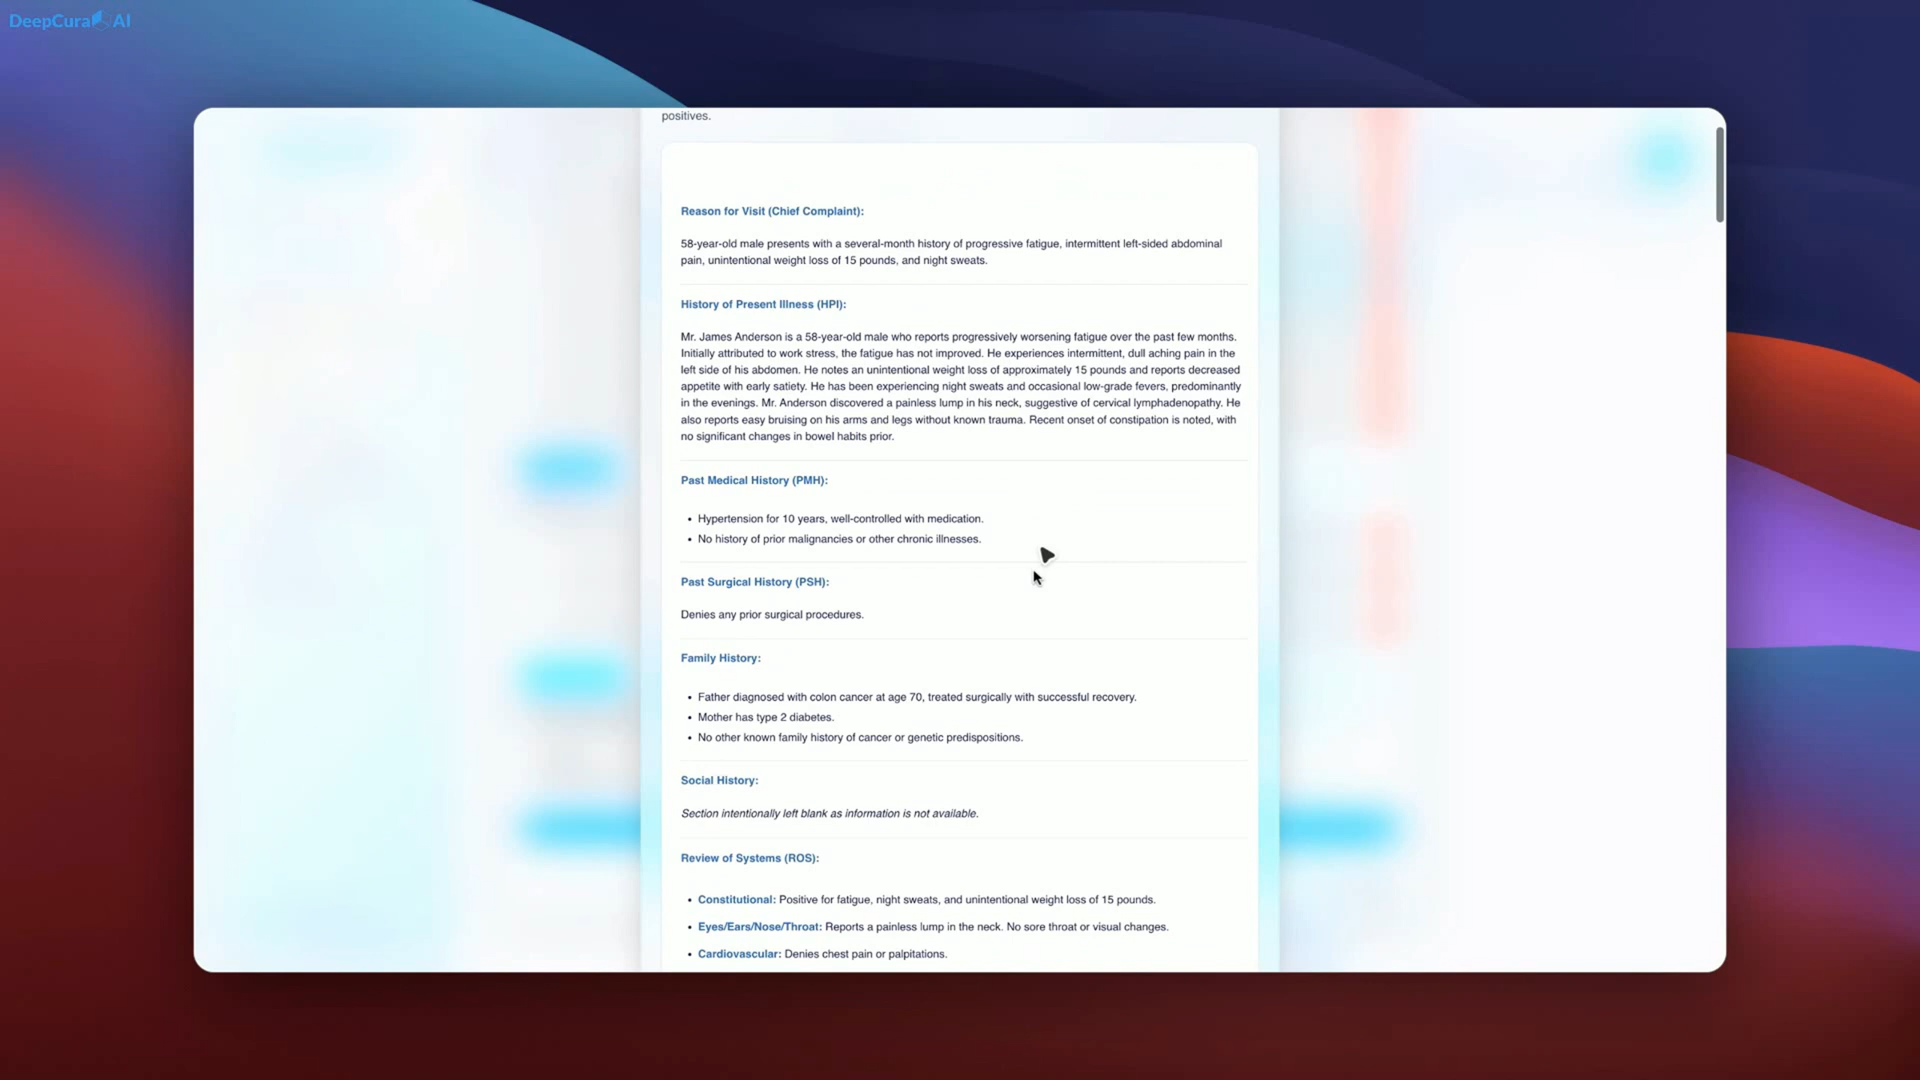 DeepCura AI
positives.
Reason for Visit (Chief Complaint):
58-year-old male presents with a several-month history of progressive fatigue, intermittent left-sided abdominal
pain, unintentional weight loss of 15 pounds, and night sweats.
History of Present Illness (HPI):
Mr. James Anderson is a 58-year-old male who reports progressively worsening fatigue over the past few months.
Initially attributed to work stress, the fatigue has not improved. He experiences intermittent, dull aching pain in the
left side of his abdomen. He notes an unintentional weight loss of approximately 15 pounds and reports decreased
appetite with early satiety. He has been experiencing night sweats and occasional low-grade fevers, predominantly
in the evenings. Mr. Anderson discovered a painless lump in his neck, suggestive of cervical lymphadenopathy. He
also reports easy bruising on his arms and legs without known trauma. Recent onset of constipation is noted, with
no significant changes in bowel habits prior.
Past Medical History (PMH):
• Hypertension for 10 years, well-controlled with medication.
• No history of prior malignancies or other chronic illnesses.
Past Surgical History (PSH):
Denies any prior surgical procedures.
Family History:
• Father diagnosed with colon cancer at age 70, treated surgically with successful recovery.
• Mother has type 2 diabetes.
• No other known family history of cancer or genetic predispositions.
Social History:
Section intentionally left blank as information is not available.
Review of Systems (ROS):
• Constitutional: Positive for fatigue, night sweats, and unintentional weight loss of 15 pounds.
• Eyes/Ears/Nose/Throat: Reports a painless lump in the neck. No sore throat or visual changes.
• Cardiovascular: Denies chest pain or palpitations.